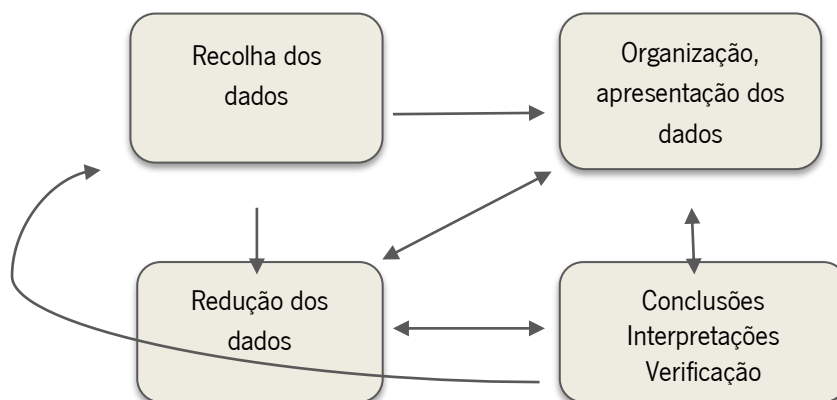 Recolha dos
dados
Organização,
apresentação dos
dados
Redução dos
dados
Conclusões
Interpretações
Verificação